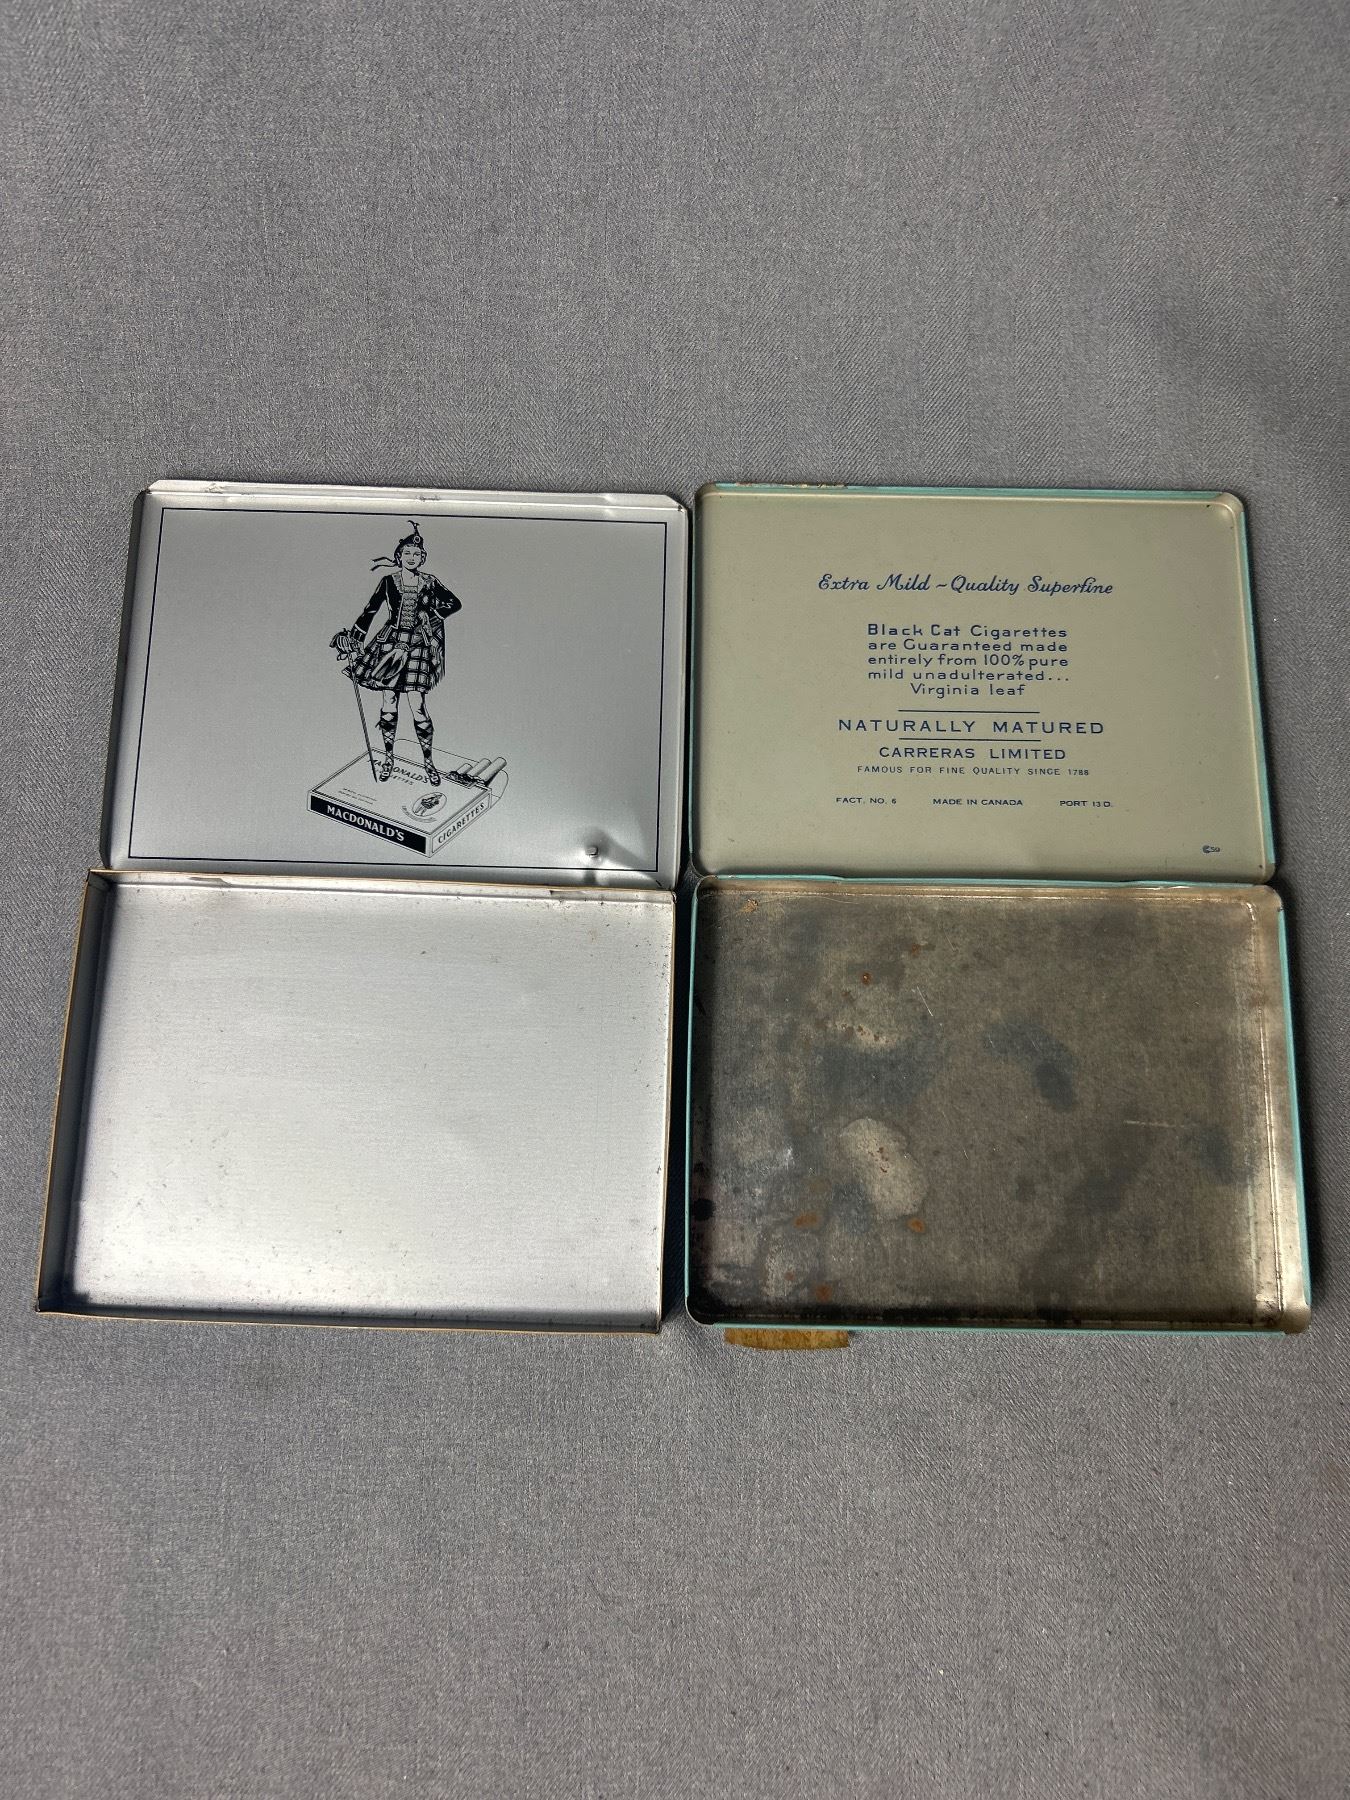 MACDONALD'S
MACDONALD'S
CIGARETTES
Extra Mild ~ Quality Superfine
Black Cat Cigarettes
are Guaranteed made
entirely from 100% pure
mild unadulterated...
Virginia leaf
NATURALLY MATURED
CARRERAS LIMITED
FAMOUS FOR FINE QUALITY SINCE 1788
FACT. NO. 6 MADE IN CANADA PORT 13 D.
59